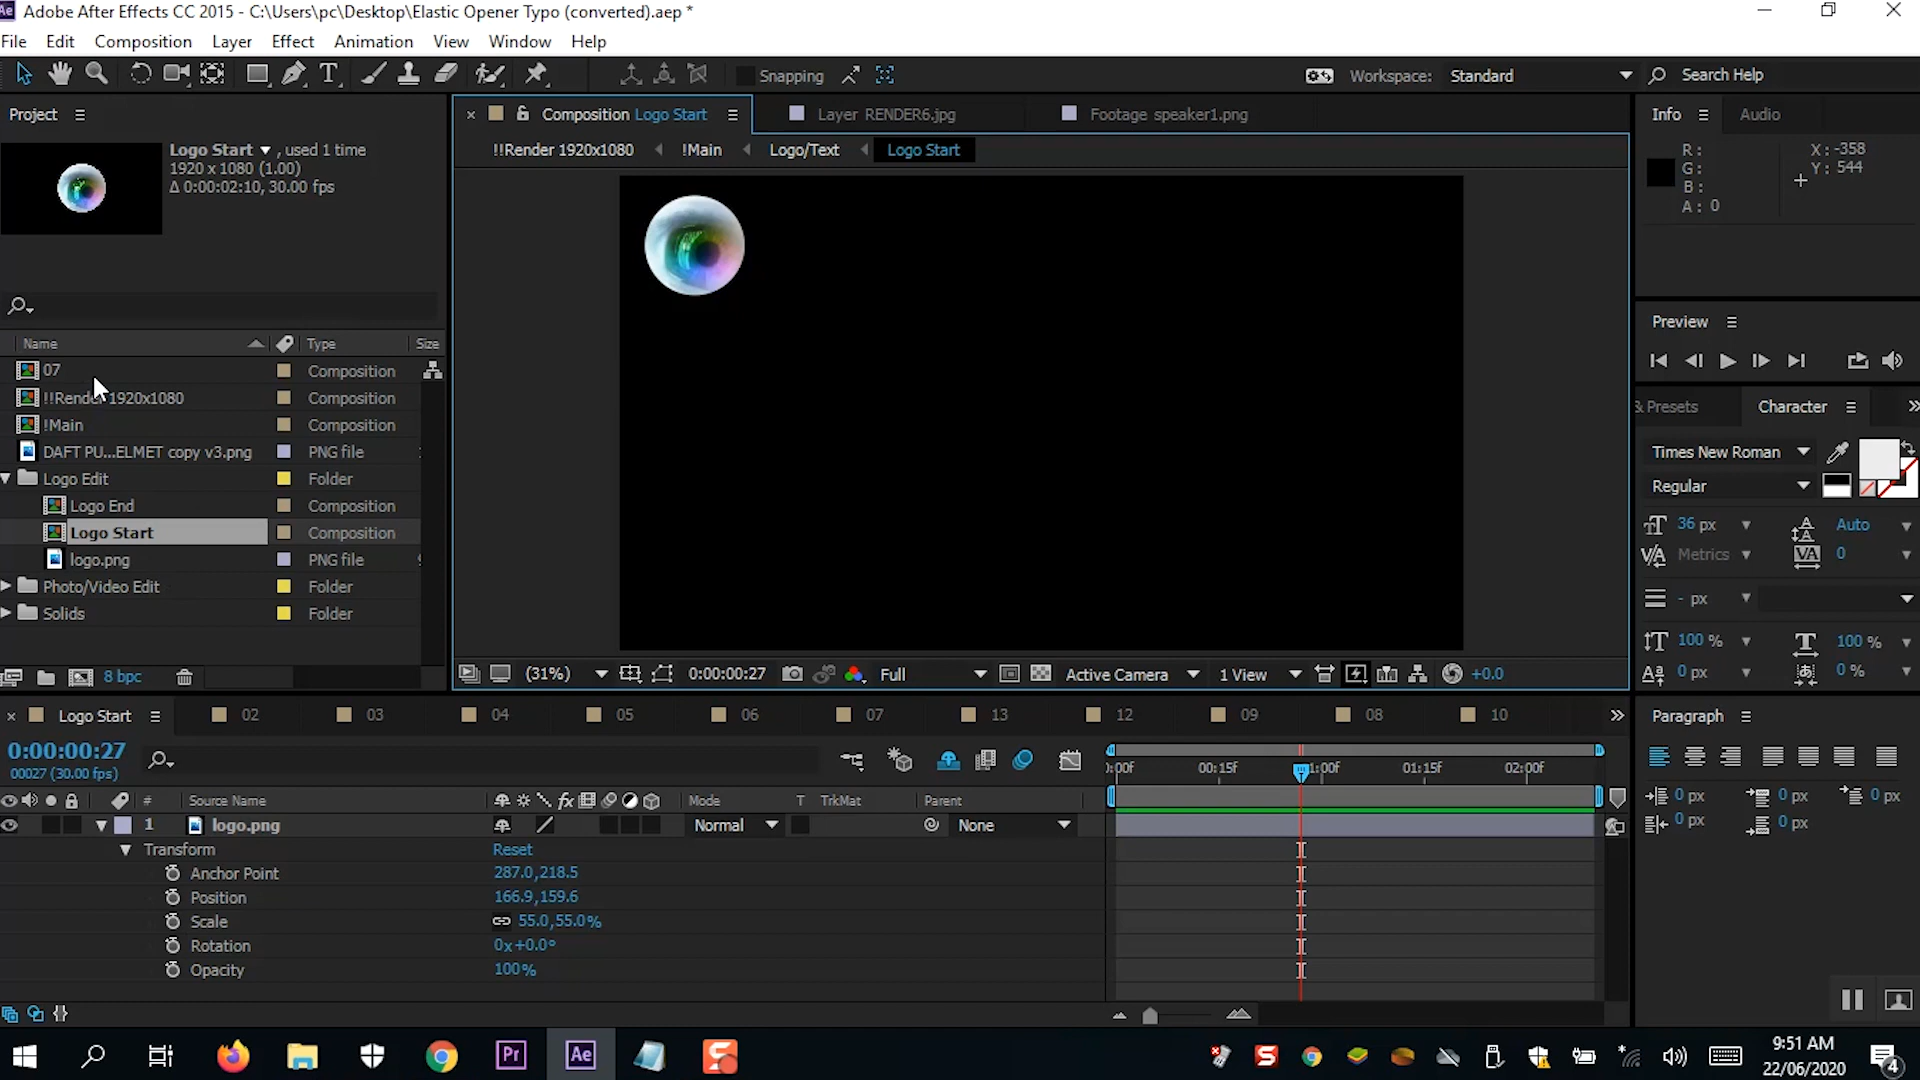 Adobe After Effects CC 2015 - C:\Users\pc\Desktop\Elastic Opener Typo (converted).aep *
File Edit Composition Layer Effect Animation View Window Help
Snapping
Workspace: Standard
Search Help
Project
Logo Start , used 1 time
1920 x 1080 (1.00)
Δ 0:00:02:10, 30.00 fps
Name Type Size
07 Composition
!!Render 1920x1080 Composition
!Main Composition
DAFT PU...ELMET copy v3.png PNG file
Logo Edit Folder
Logo End Composition
Logo Start Composition
logo.png PNG file
Photo/Video Edit Folder
Solids Folder
8 bpc
Composition Logo Start
Layer RENDER6.jpg
Footage speaker1.png
!!Render 1920x1080 !Main Logo/Text Logo Start
(31%) 0:00:00:27 Full Active Camera 1 View +0.0
Info Audio
R:
G:
B:
A: 0
X: -358
Y: 544
Preview
& Presets Character
Times New Roman
Regular
36 px Auto
Metrics 0
- px
100 % 100 %
0 px 0 %
Paragraph
0 px 0 px 0 px
0 px 0 px
Logo Start 02 03 04 05 06 07 13 12 09 08 10
0:00:00:27
00027 (30.00 fps)
):00f 00:15f 01:00f 01:15f 02:00f
# Source Name Mode T TrkMat Parent
1 logo.png Normal None
Transform Reset
Anchor Point 287.0,218.5
Position 166.9,159.6
Scale 55.0,55.0%
Rotation 0x+0.0°
Opacity 100%
9:51 AM
22/06/2020
4